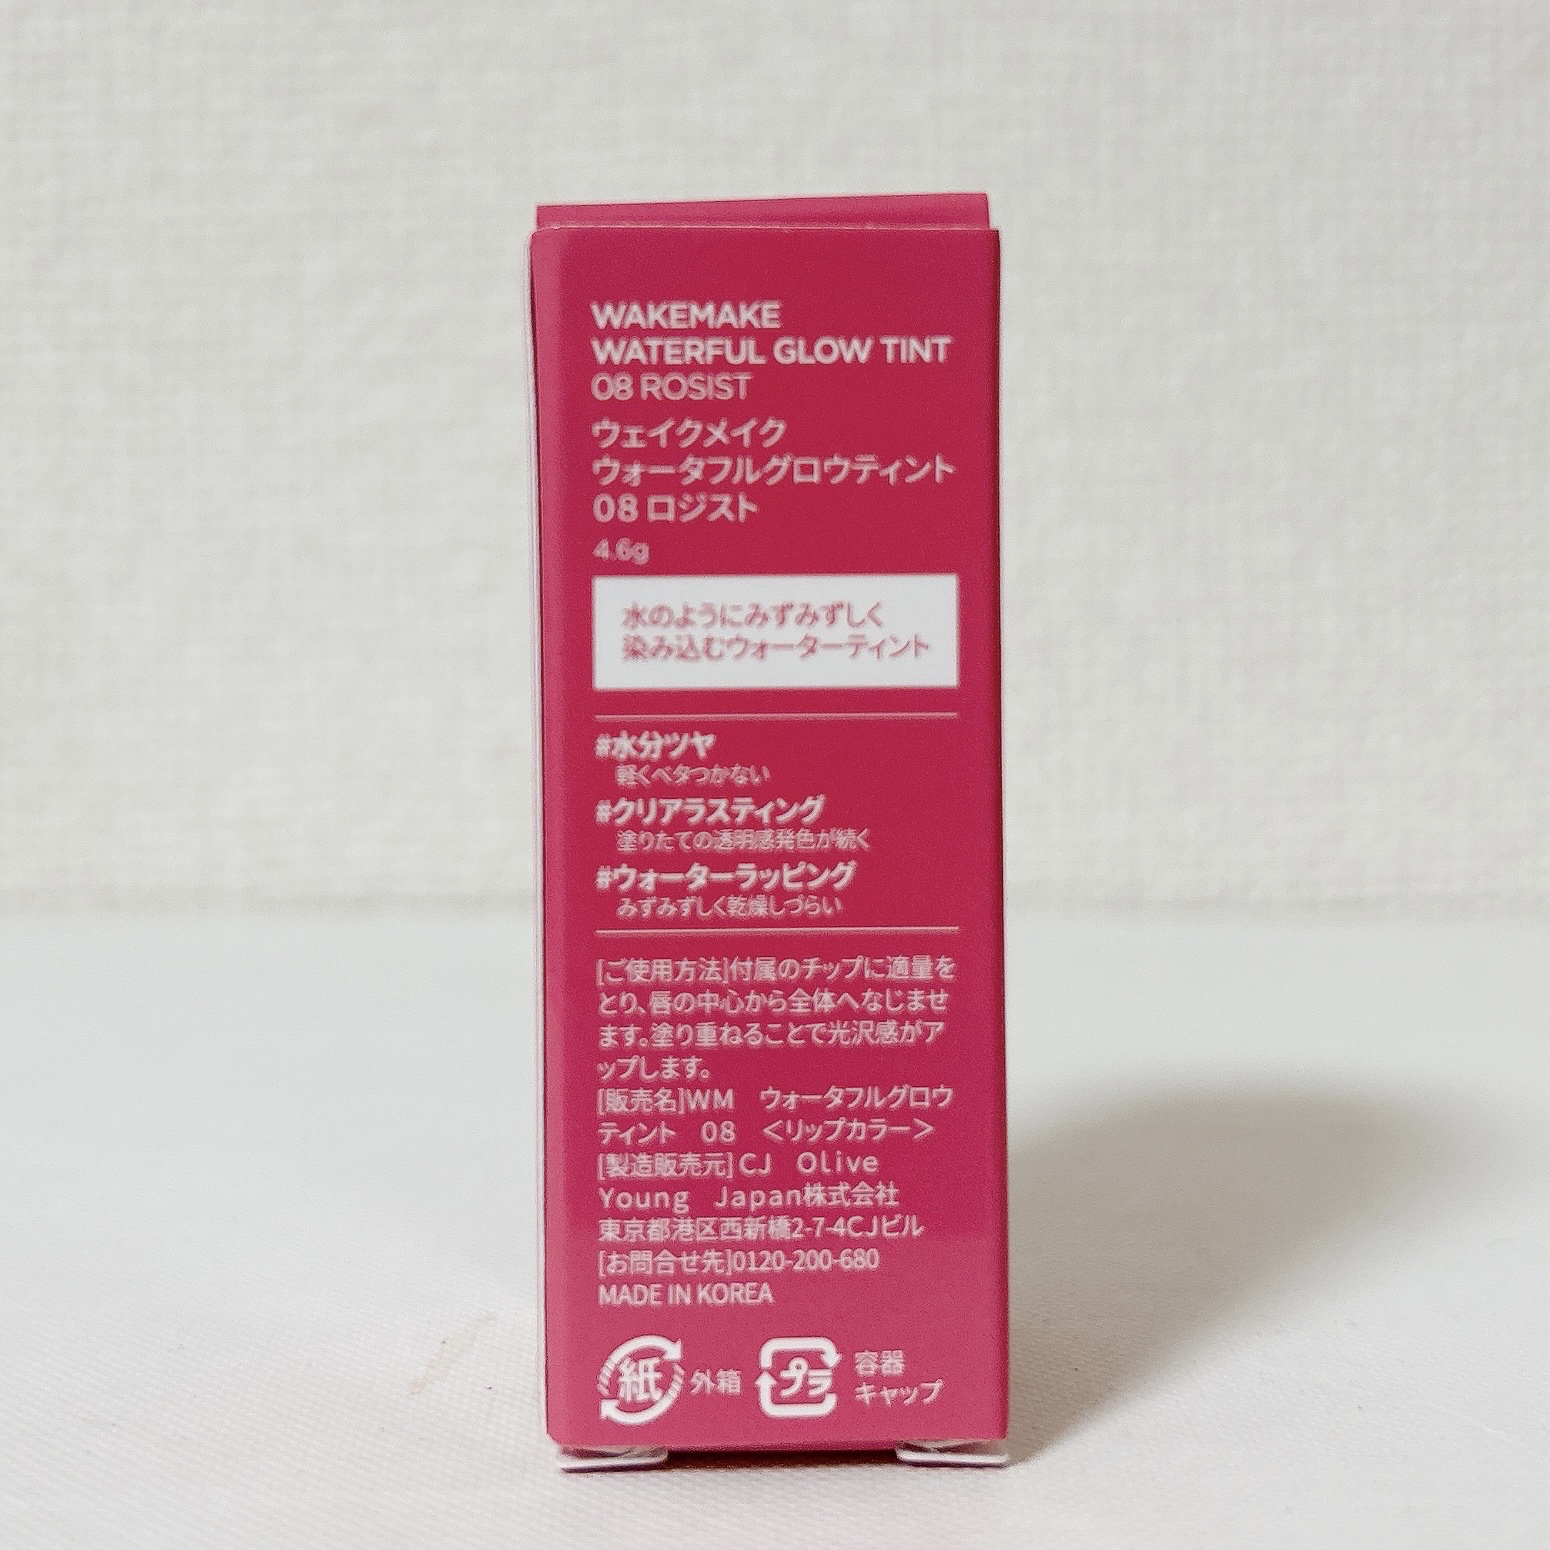 WAKEMAKE
WATERFUL GLOW TINT
08 ROSIST
ウェイクメイク
ウォータフルグロウティント
08 ロジスト
4.6g
水のようにみずみずしく
染み込むウォーターティント
#水分ツヤ
軽くベタつかない
#クリアラスティング
塗りたての透明感発色が続く
#ウォーターラッピング
みずみずしく乾燥しづらい
[ご使用方法]付属のチップに適量を
とり、唇の中心から全体へなじませ
ます。塗り重ねることで光沢感がア
ップします。
[販売名]WM ウォータフルグロウ
ティント 08 <リップカラー>
[製造販売元]CJ Olive
Young Japan株式会社
東京都港区西新橋2-7-4CJビル
[お問合せ先]0120-200-680
MADE IN KOREA
紙 外箱 プラ 容器
キャップ